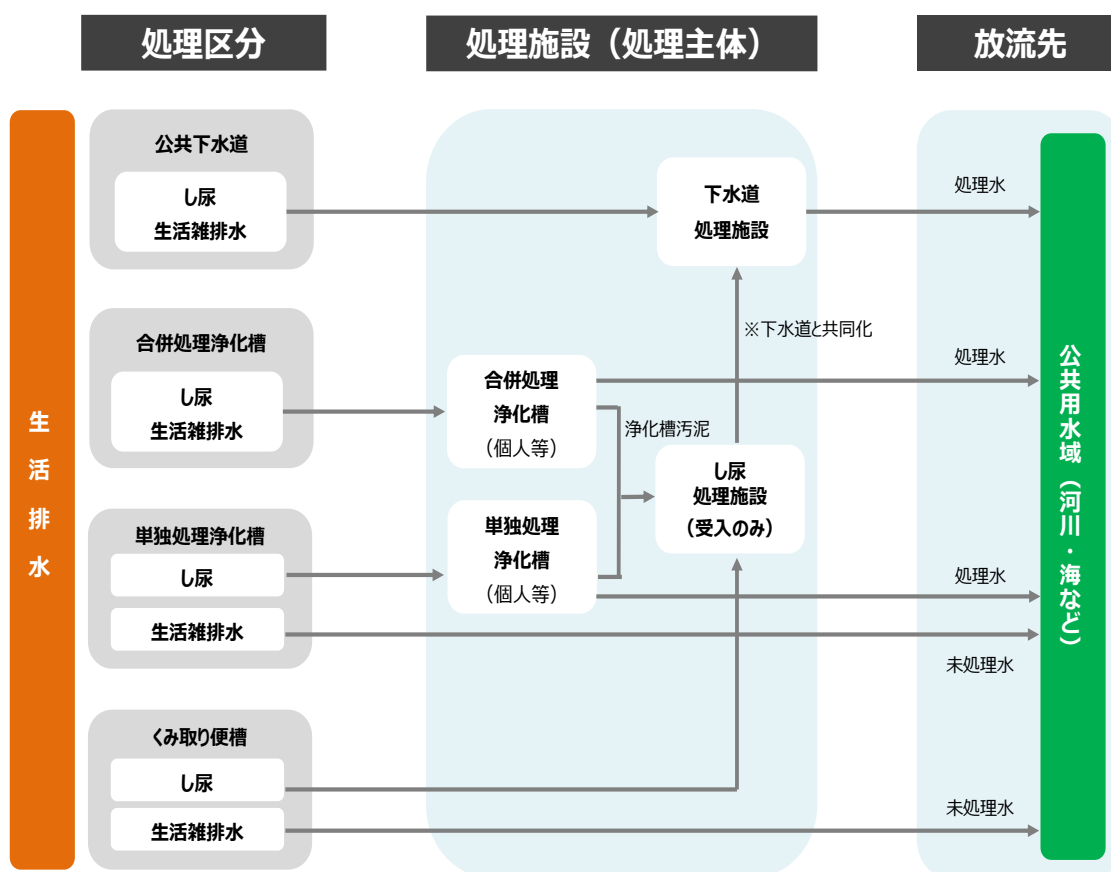 処理区分
処理施設（処理主体）
放流先
生活排水
公共下水道
し尿
生活雑排水
下水道
処理施設
処理水
合併処理浄化槽
し尿
生活雑排水
合併処理
浄化槽
（個人等）
※下水道と共同化
処理水
浄化槽汚泥
し尿
処理施設
（受入のみ）
単独処理浄化槽
し尿
生活雑排水
単独処理
浄化槽
（個人等）
処理水
未処理水
くみ取り便槽
し尿
生活雑排水
未処理水
公共用水域（河川・海など）